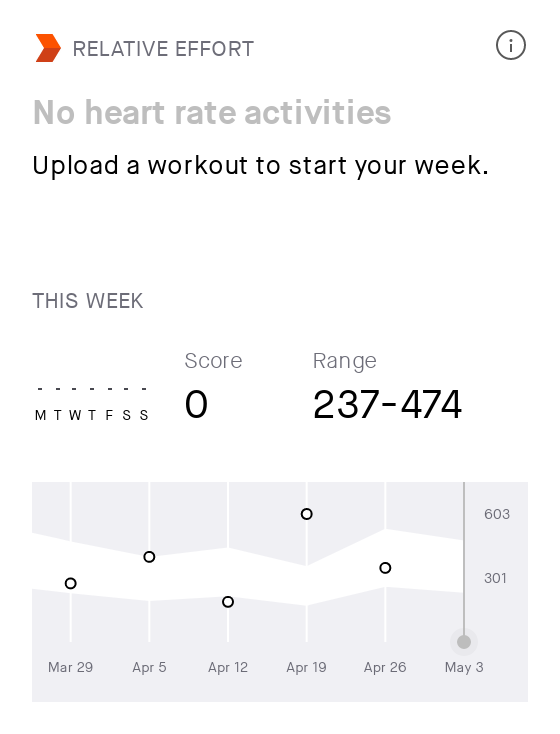 RELATIVE EFFORT
No heart rate activities
Upload a workout to start your week.
THIS WEEK
Score
Range
- - - - - - -
M T W T F S S
0
237-474
603
301
Mar 29 Apr 5 Apr 12 Apr 19 Apr 26 May 3